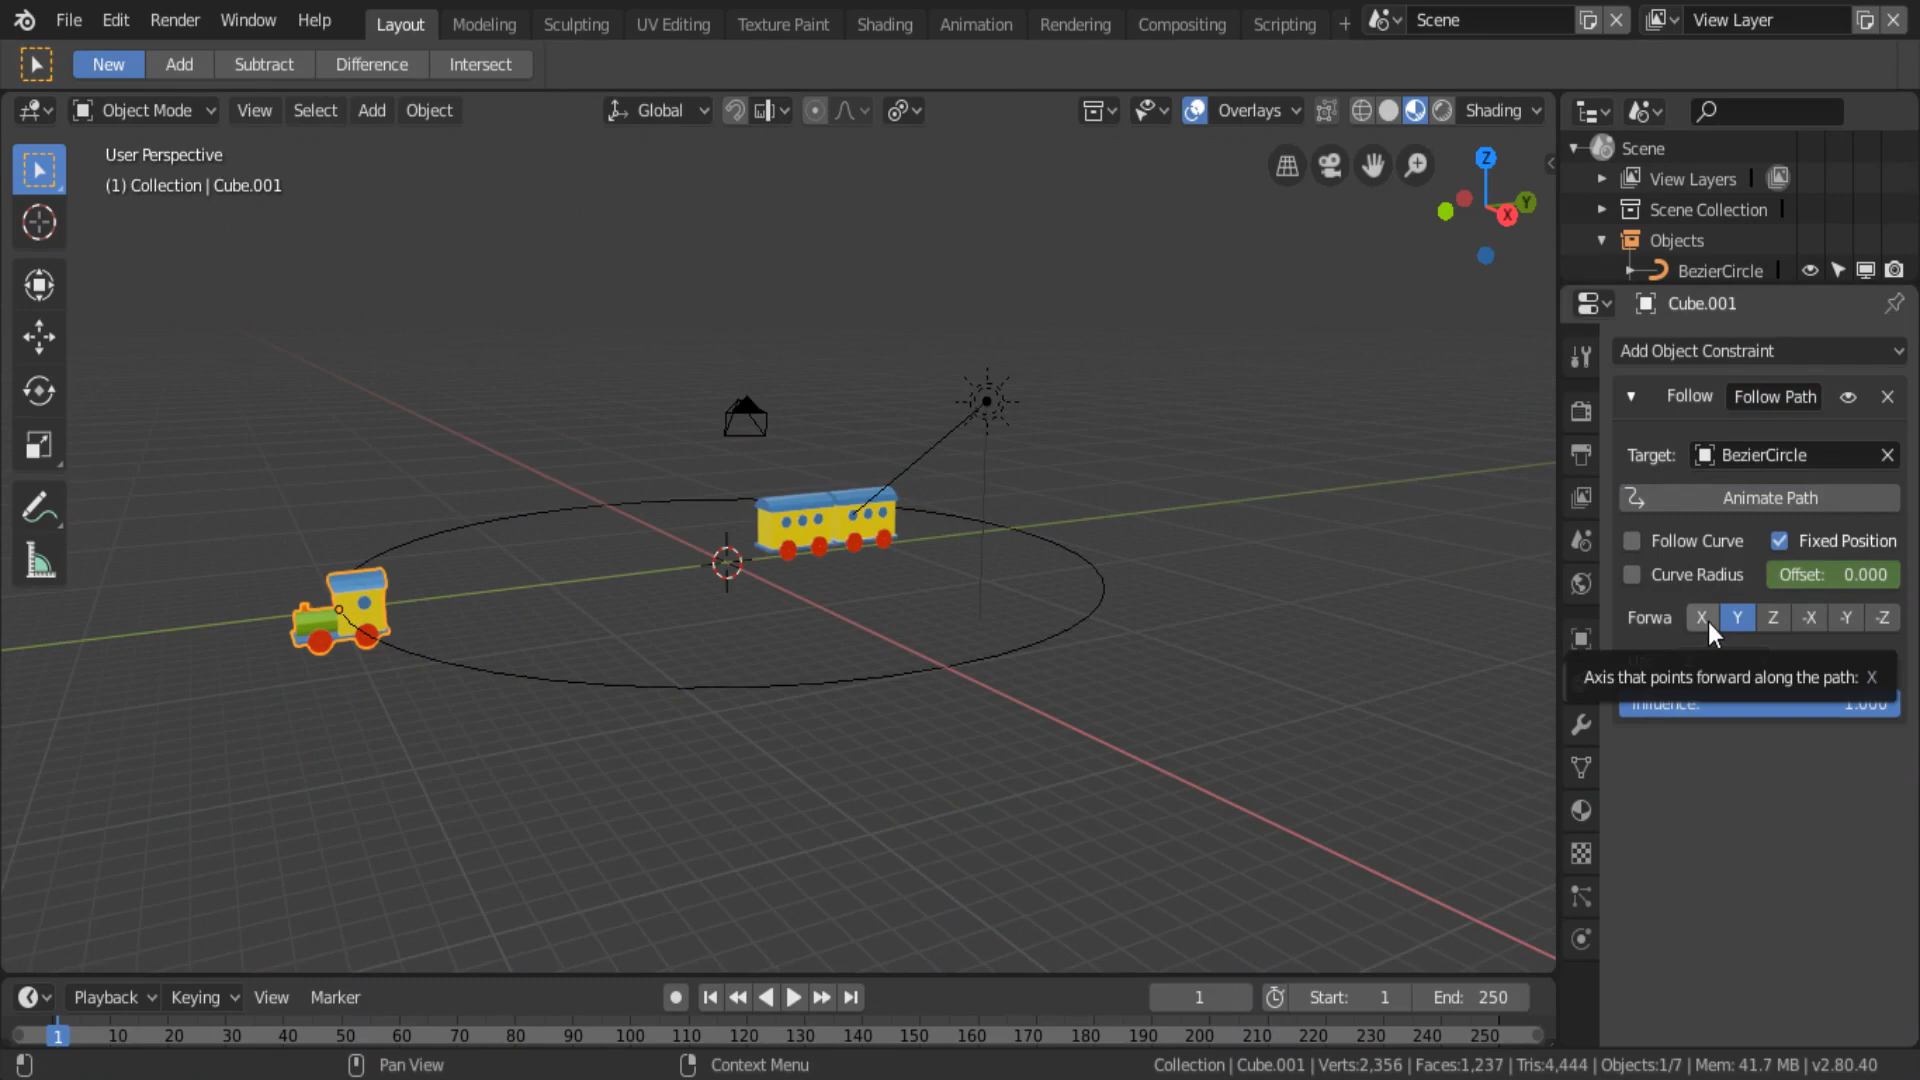 File Edit Render Window Help Layout Modeling Sculpting UV Editing Texture Paint Shading Animation Rendering Compositing Scripting + Scene View Layer
New Add Subtract Difference Intersect
Object Mode View Select Add Object Global Overlays Shading
User Perspective
(1) Collection | Cube.001
Z
Y
X
Scene
View Layers
Scene Collection
Objects
BezierCircle
Cube.001
Add Object Constraint
Follow Follow Path
Target: BezierCircle
Animate Path
Follow Curve Fixed Position
Curve Radius Offset: 0.000
Forwa X Y Z -X -Y -Z
Axis that points forward along the path: X
Influence: 1.000
Playback Keying View Marker 1 Start: 1 End: 250
1 10 20 30 40 50 60 70 80 90 100 110 120 130 140 150 160 170 180 190 200 210 220 230 240 250
Pan View Context Menu Collection | Cube.001 | Verts:2,356 | Faces:1,237 | Tris:4,444 | Objects:1/7 | Mem: 41.7 MB | v2.80.40